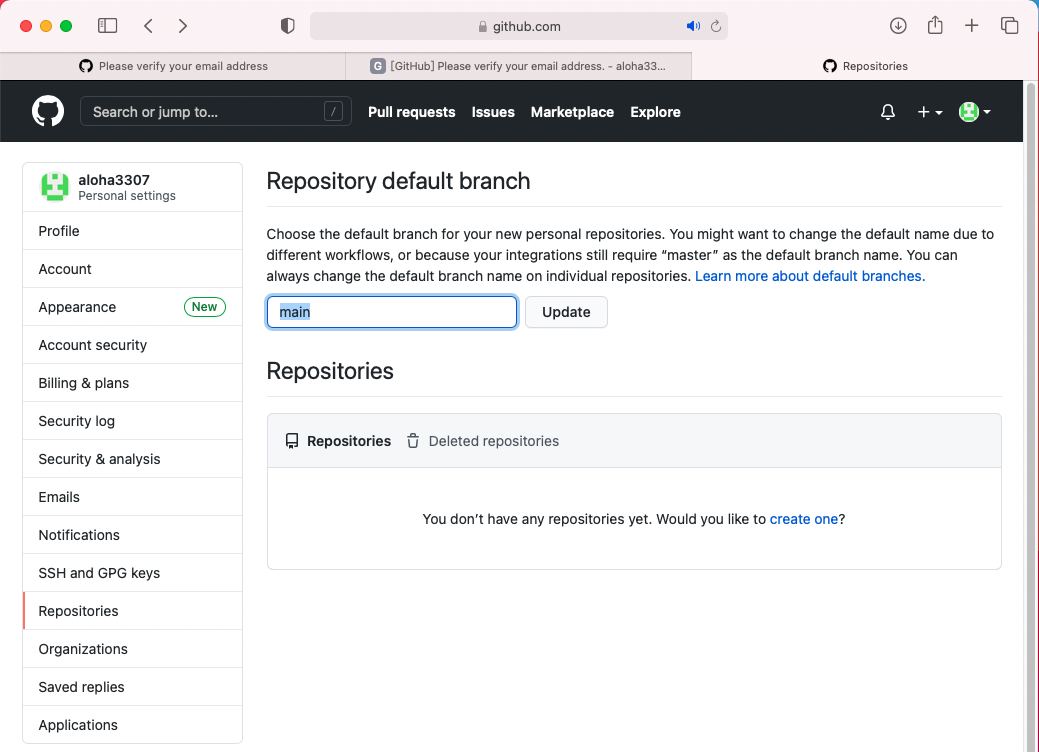 github.com
Please verify your email address
G [GitHub] Please verify your email address. - aloha33...
Repositories
Search or jump to... /
Pull requests Issues Marketplace Explore
aloha3307
Personal settings
Profile
Account
Appearance New
Account security
Billing & plans
Security log
Security & analysis
Emails
Notifications
SSH and GPG keys
Repositories
Organizations
Saved replies
Applications
Repository default branch
Choose the default branch for your new personal repositories. You might want to change the default name due to
different workflows, or because your integrations still require “master” as the default branch name. You can
always change the default branch name on individual repositories. Learn more about default branches.
main Update
Repositories
Repositories Deleted repositories
You don’t have any repositories yet. Would you like to create one?